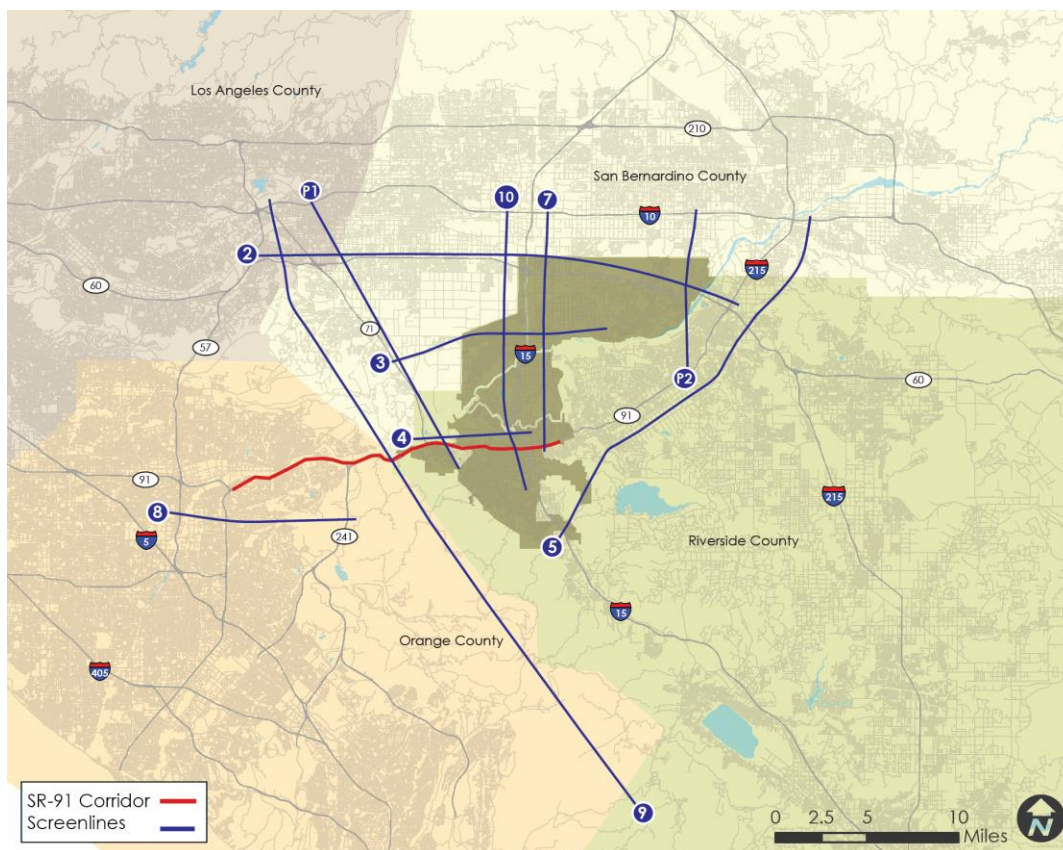 Los Angeles County
210
San Bernardino County
P1
10
7
10
2
215
60
71
57
3
15
P2
60
91
4
91
215
8
5
241
5
Riverside County
15
Orange County
405
9
SR-91 Corridor
Screenlines
0 2.5 5 10
Miles
N